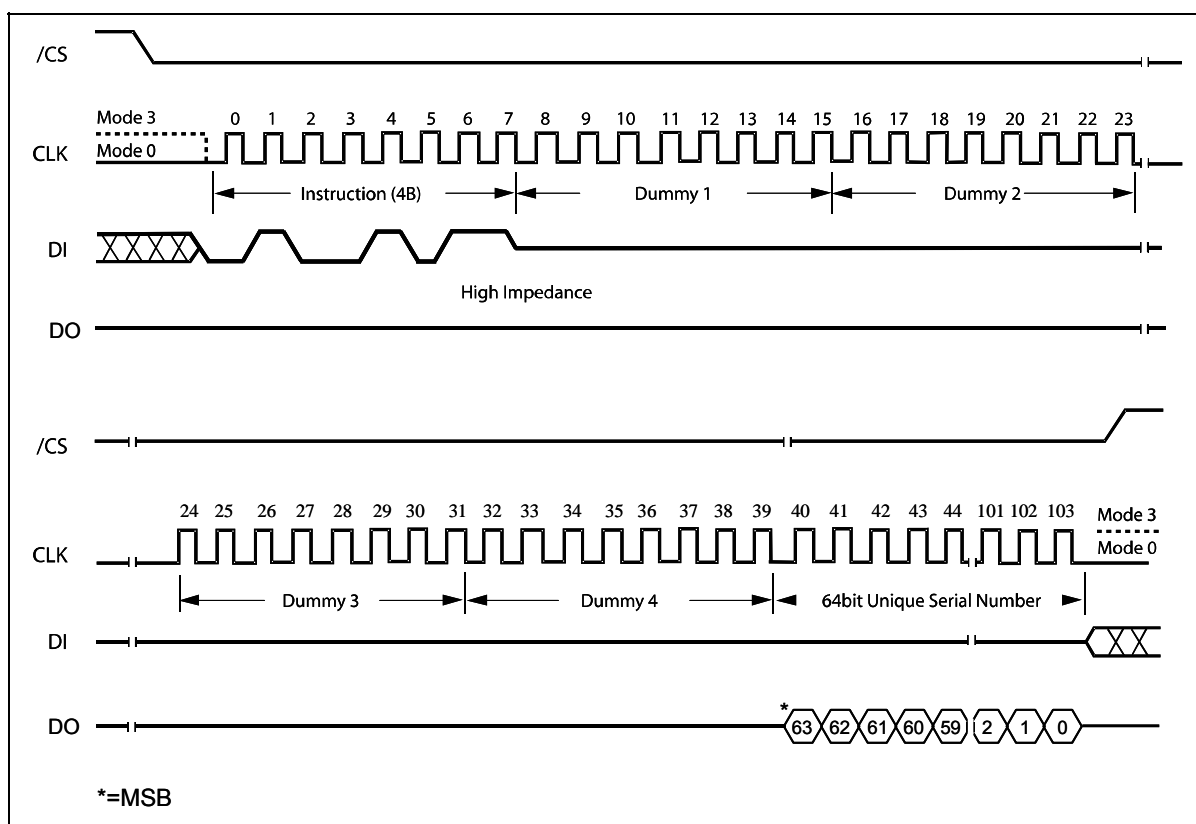 /CS
Mode 3
0 1 2 3 4 5 6 7 8 9 10 11 12 13 14 15 16 17 18 19 20 21 22 23
CLK
Mode 0
Instruction (4B)
Dummy 1
Dummy 2
DI
High Impedance
DO
/CS
24 25 26 27 28 29 30 31 32 33 34 35 36 37 38 39 40 41 42 43 44 101 102 103
Mode 3
CLK
Mode 0
Dummy 3
Dummy 4
64bit Unique Serial Number
DI
*
DO
63 62 61 60 59 2 1 0
*=MSB